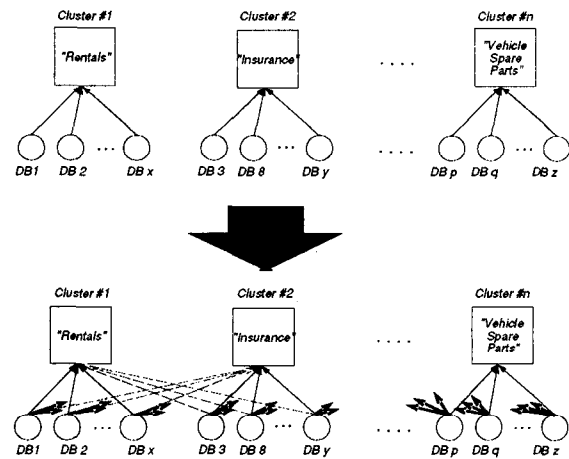 Cluster #1 Cluster #2 Cluster #n
"Rentals" "Insurance" "Vehicle
Spare
Parts"
. . . .
DB1 DB 2 ... DB x DB 3 DB 8 ... DB y .... DB p DB q ... DB z
Cluster #1 Cluster #2 Cluster #n
"Rentals" "Insurance" "Vehicle
Spare
Parts"
. . . .
DB1 DB 2 ... DB x DB 3 DB 8 ... DB y .... DB p DB q ... DB z